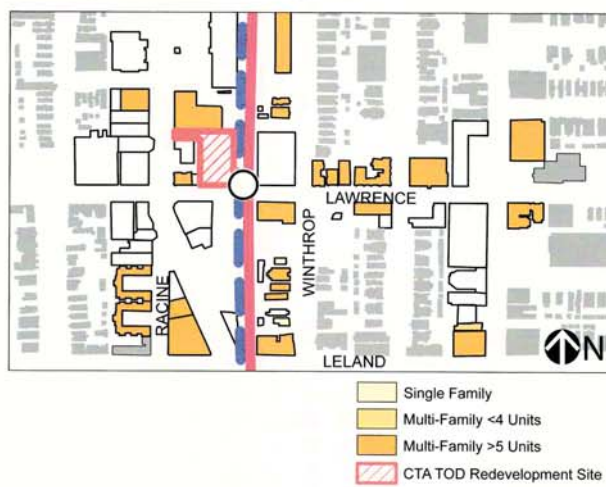 LAWRENCE
WINTHROP
RACINE
LELAND
N
Single Family
Multi-Family <4 Units
Multi-Family >5 Units
CTA TOD Redevelopment Site